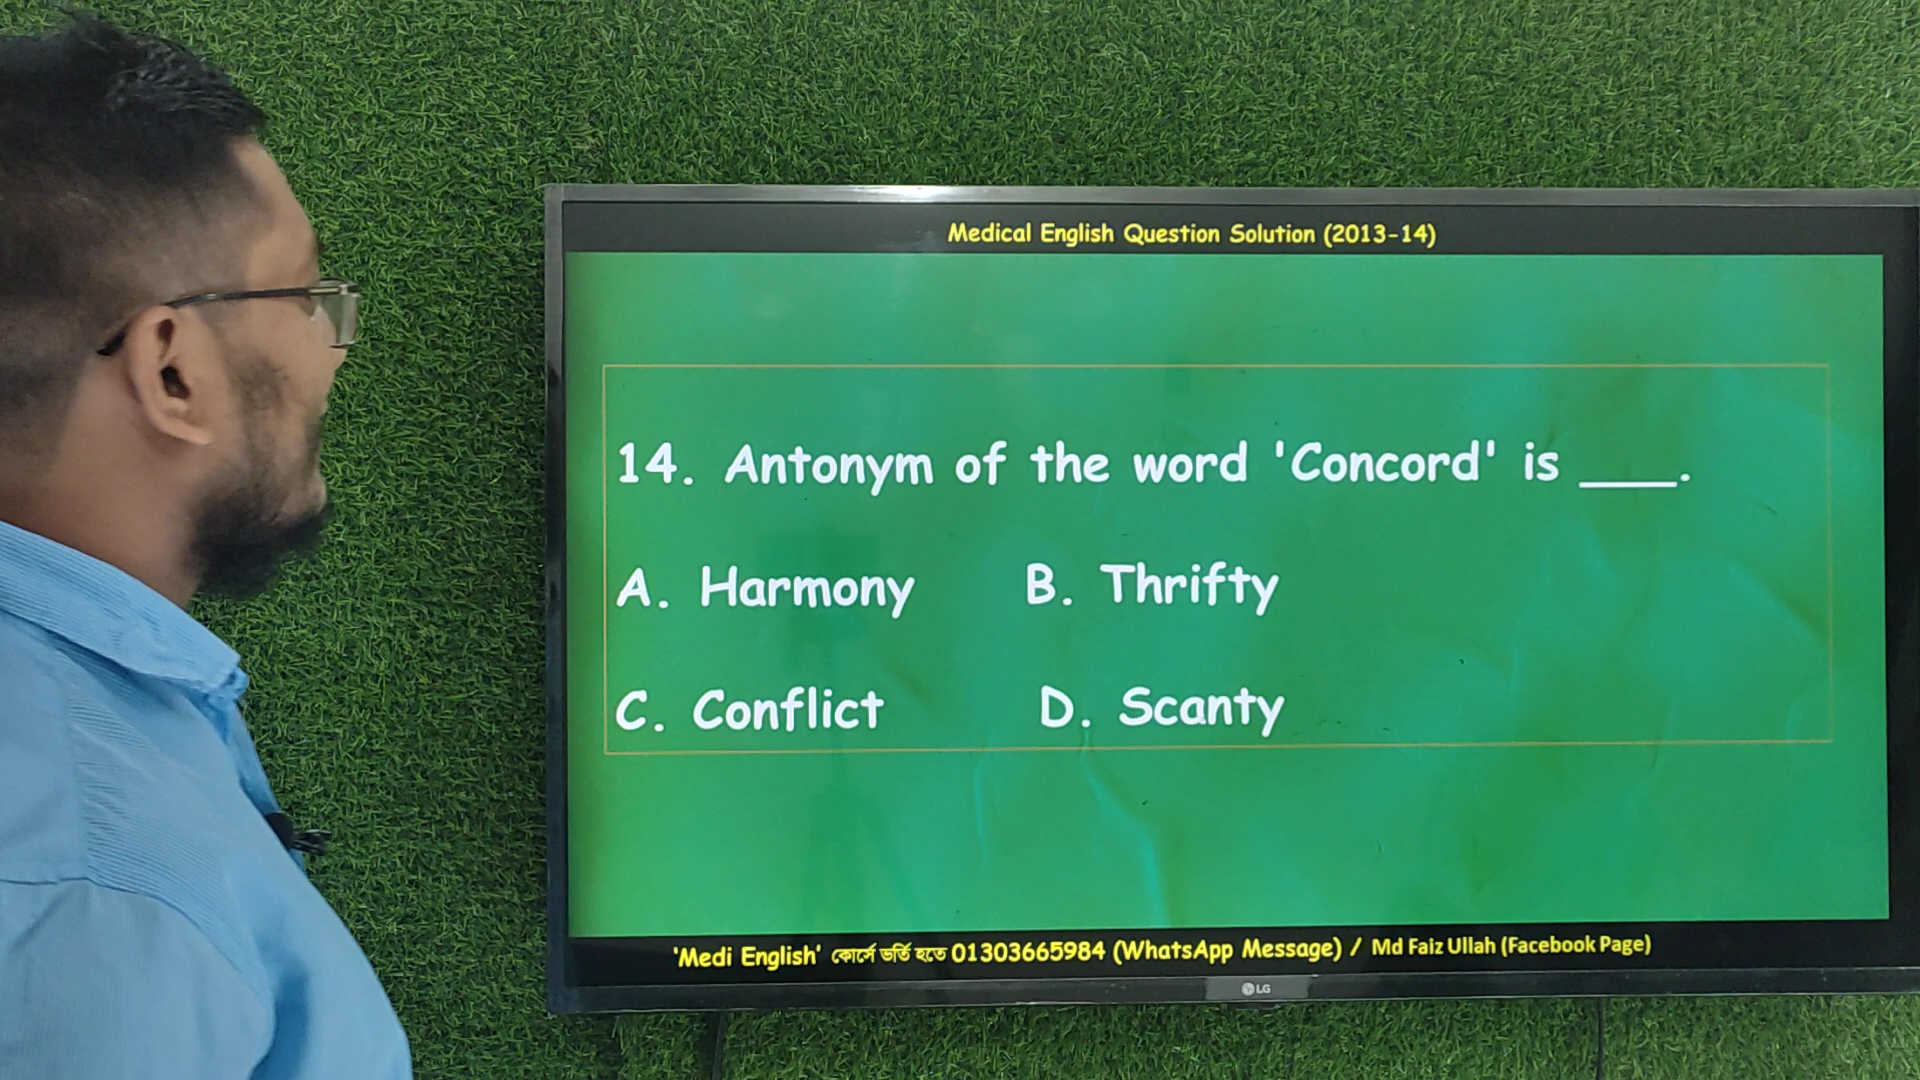 Medical English Question Solution (2013-14)
14. Antonym of the word 'Concord' is ____.
A. Harmony B. Thrifty
C. Conflict D. Scanty
'Medi English' কোর্সে ভর্তি হতে 01303665984 (WhatsApp Message) / Md Faiz Ullah (Facebook Page)
LG